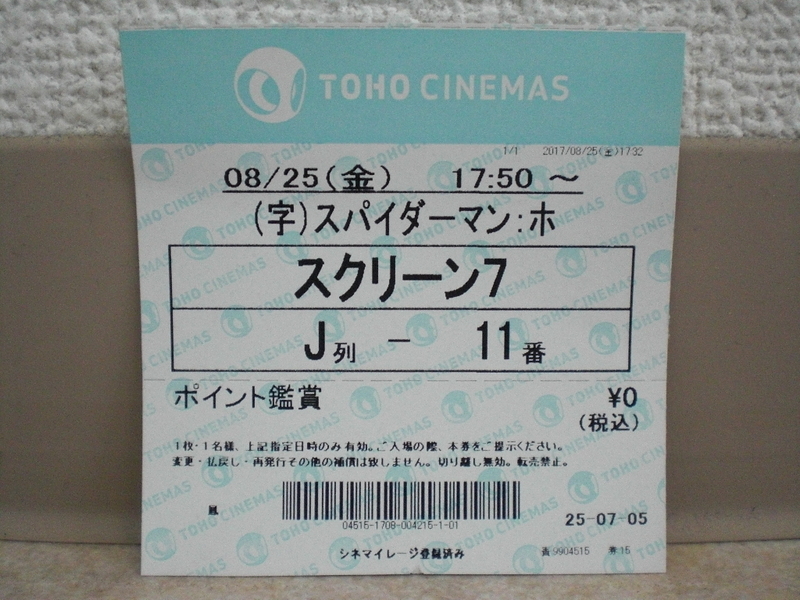 TOHO CINEMAS
1/1 2017/08/25(金)17:32
08/25(金) 17:50 ～
(字)スパイダーマン:ホ
スクリーン7
J列 － 11番
ポイント鑑賞 ¥0
(税込)
1枚・1名様、上記指定日時のみ有効。ご入場の際、本券をご提示ください。
変更・払戻し・再発行その他の補償は致しません。切り離し無効。転売禁止。
04515-1708-004215-1-01
25-07-05
シネマイレージ登録済み